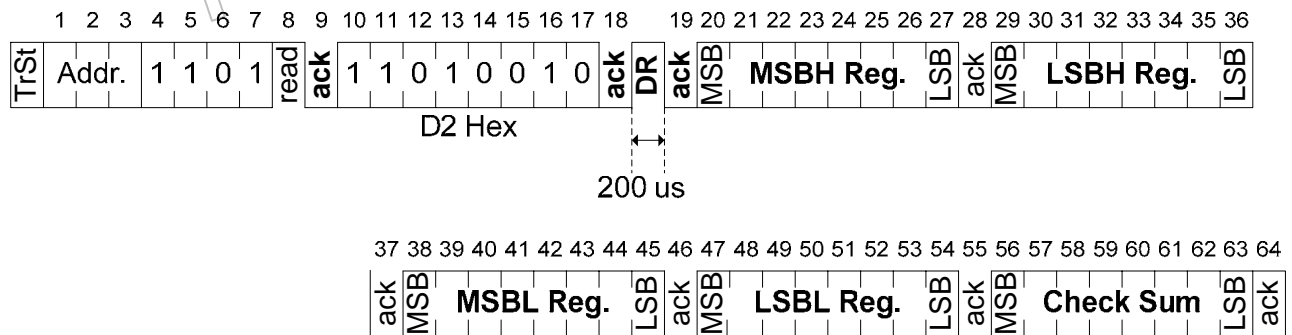 1 2 3 4 5 6 7 8 9 10 11 12 13 14 15 16 17 18 19 20 21 22 23 24 25 26 27 28 29 30 31 32 33 34 35 36
TrSt Addr. 1 1 0 1 read ack 1 1 0 1 0 0 1 0 ack DR ack MSB MSBH Reg. LSB ack MSB LSBH Reg. LSB
D2 Hex
200 us
37 38 39 40 41 42 43 44 45 46 47 48 49 50 51 52 53 54 55 56 57 58 59 60 61 62 63 64
ack MSB MSBL Reg. LSB ack MSB LSBL Reg. LSB ack MSB Check Sum LSB ack